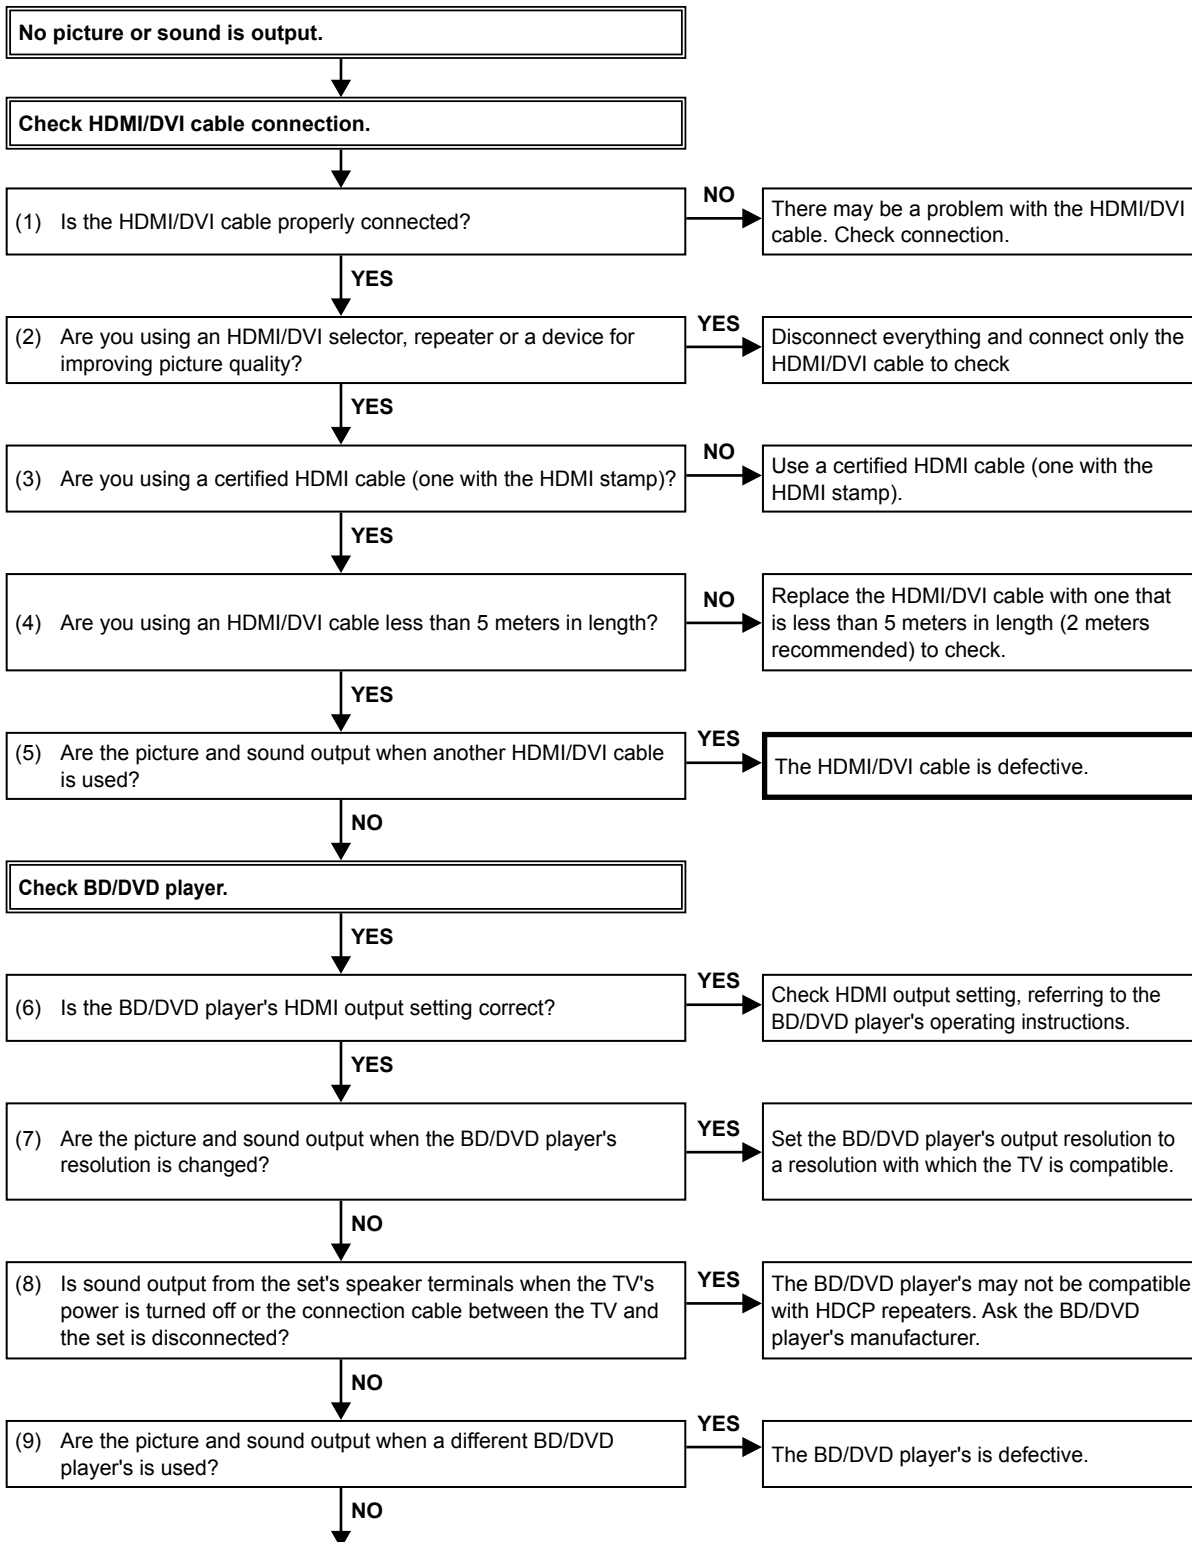 No picture or sound is output.
Check HDMI/DVI cable connection.
(1) Is the HDMI/DVI cable properly connected?
NO
There may be a problem with the HDMI/DVI
cable. Check connection.
YES
(2) Are you using an HDMI/DVI selector, repeater or a device for
improving picture quality?
YES
Disconnect everything and connect only the
HDMI/DVI cable to check
YES
(3) Are you using a certified HDMI cable (one with the HDMI stamp)?
NO
Use a certified HDMI cable (one with the
HDMI stamp).
YES
(4) Are you using an HDMI/DVI cable less than 5 meters in length?
NO
Replace the HDMI/DVI cable with one that
is less than 5 meters in length (2 meters
recommended) to check.
YES
(5) Are the picture and sound output when another HDMI/DVI cable
is used?
YES
The HDMI/DVI cable is defective.
NO
Check BD/DVD player.
YES
(6) Is the BD/DVD player's HDMI output setting correct?
YES
Check HDMI output setting, referring to the
BD/DVD player's operating instructions.
YES
(7) Are the picture and sound output when the BD/DVD player's
resolution is changed?
YES
Set the BD/DVD player's output resolution to
a resolution with which the TV is compatible.
NO
(8) Is sound output from the set's speaker terminals when the TV's
power is turned off or the connection cable between the TV and
the set is disconnected?
YES
The BD/DVD player's may not be compatible
with HDCP repeaters. Ask the BD/DVD
player's manufacturer.
NO
(9) Are the picture and sound output when a different BD/DVD
player's is used?
YES
The BD/DVD player's is defective.
NO